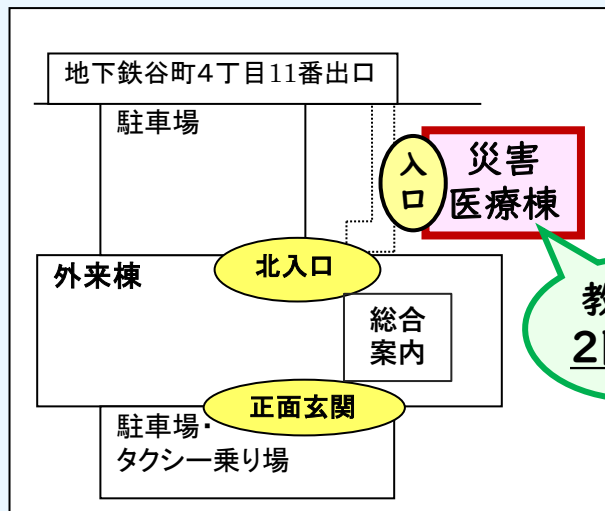 地下鉄谷町4丁目11番出口
駐車場
入
口
災害
医療棟
外来棟
北入口
総合
案内
正面玄関
駐車場・
タクシー乗り場